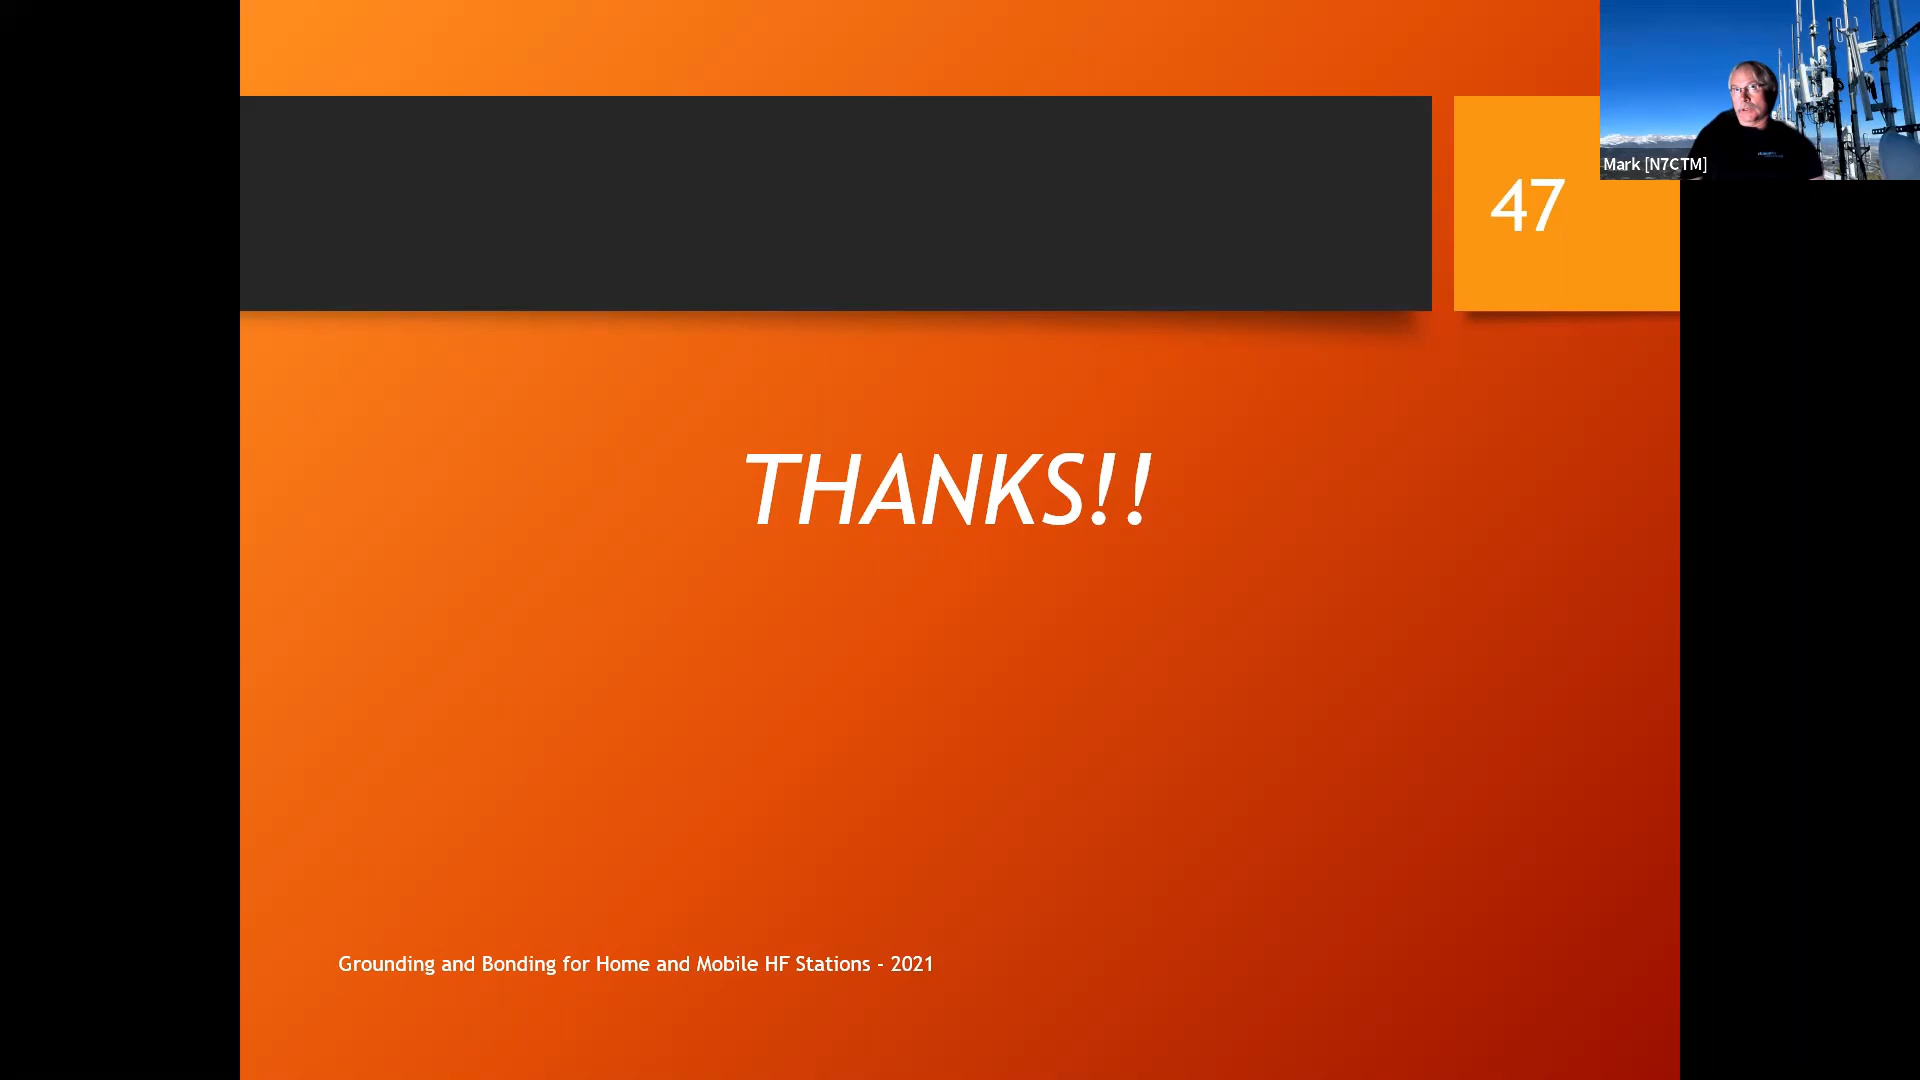 Mark [N7CTM]
47
THANKS!!
Grounding and Bonding for Home and Mobile HF Stations - 2021